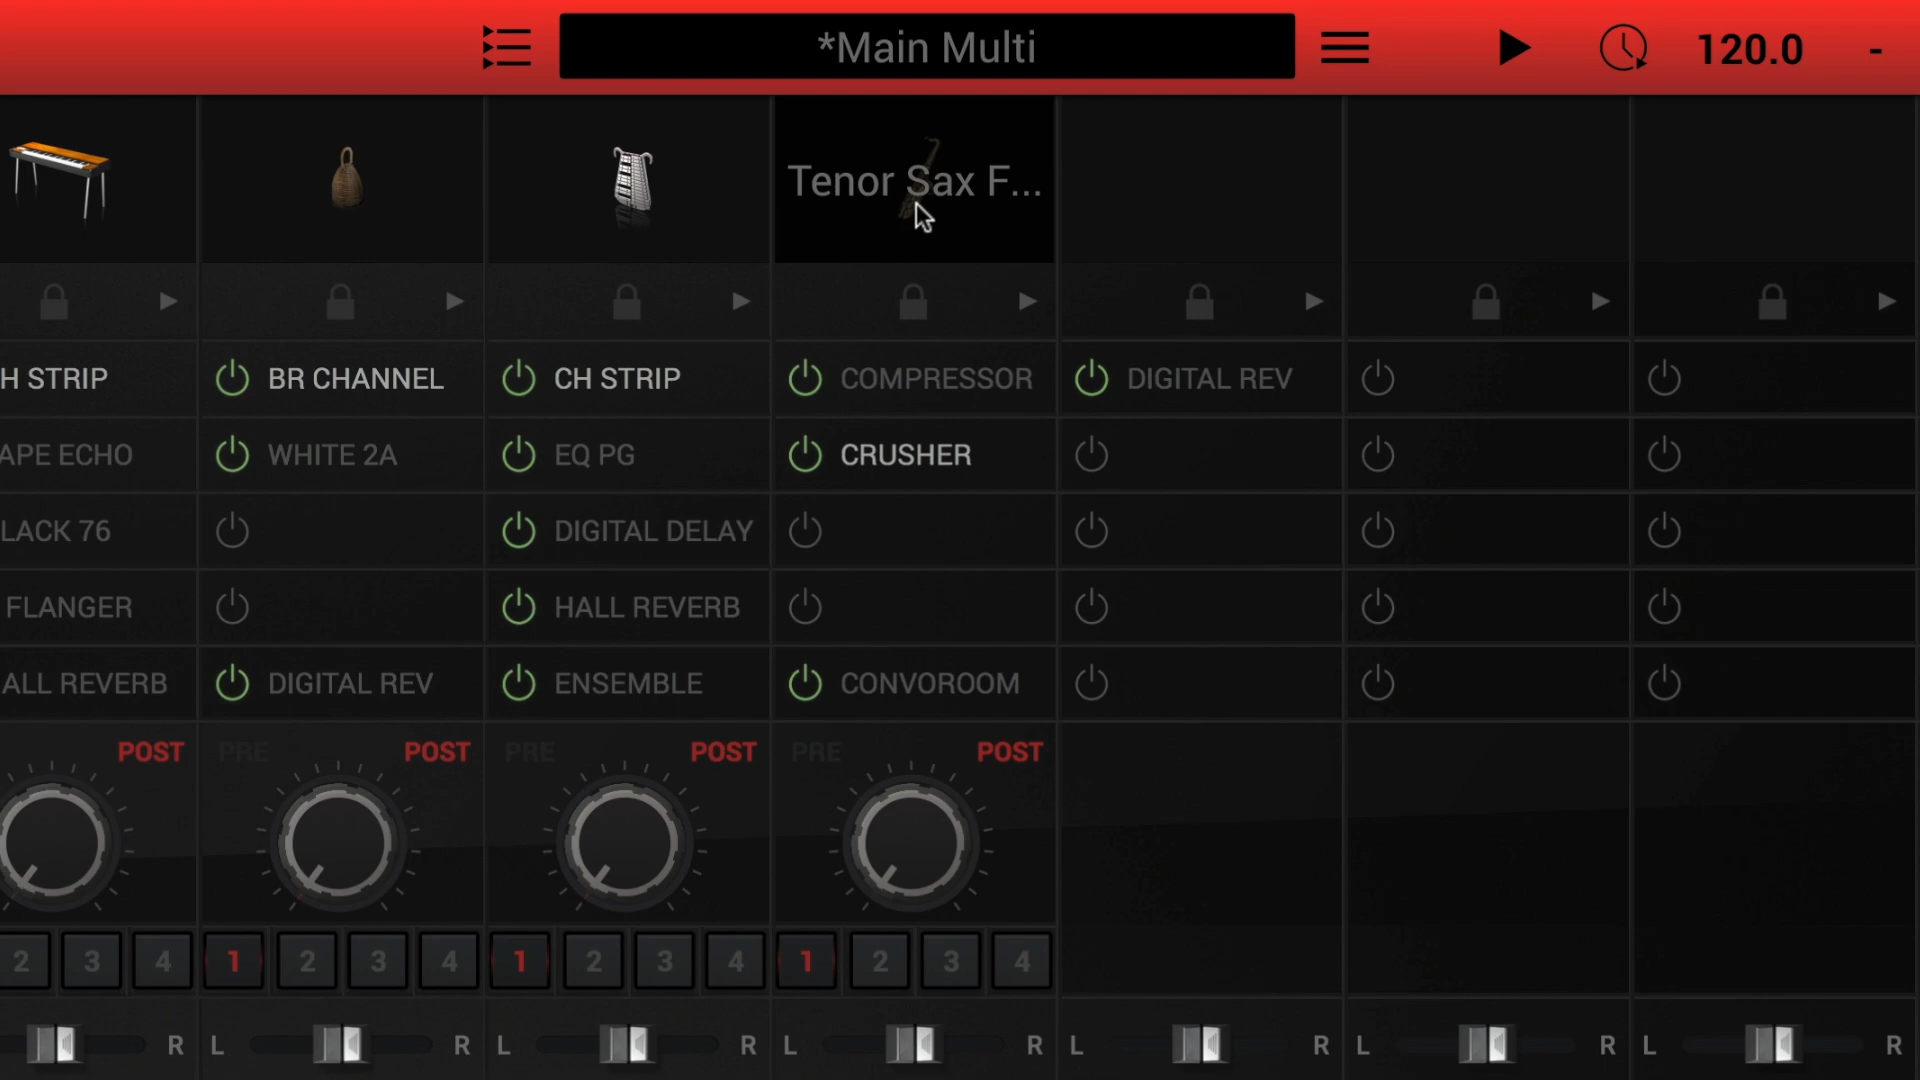 *Main Multi
120.0
-
Tenor Sax F...
H STRIP
BR CHANNEL
CH STRIP
COMPRESSOR
DIGITAL REV
APE ECHO
WHITE 2A
EQ PG
CRUSHER
LACK 76
DIGITAL DELAY
FLANGER
HALL REVERB
ALL REVERB
DIGITAL REV
ENSEMBLE
CONVOROOM
POST
PRE POST
PRE POST
PRE POST
2 3 4
1 2 3 4
1 2 3 4
1 2 3 4
R
L R
L R
L R
L R
L R
L R